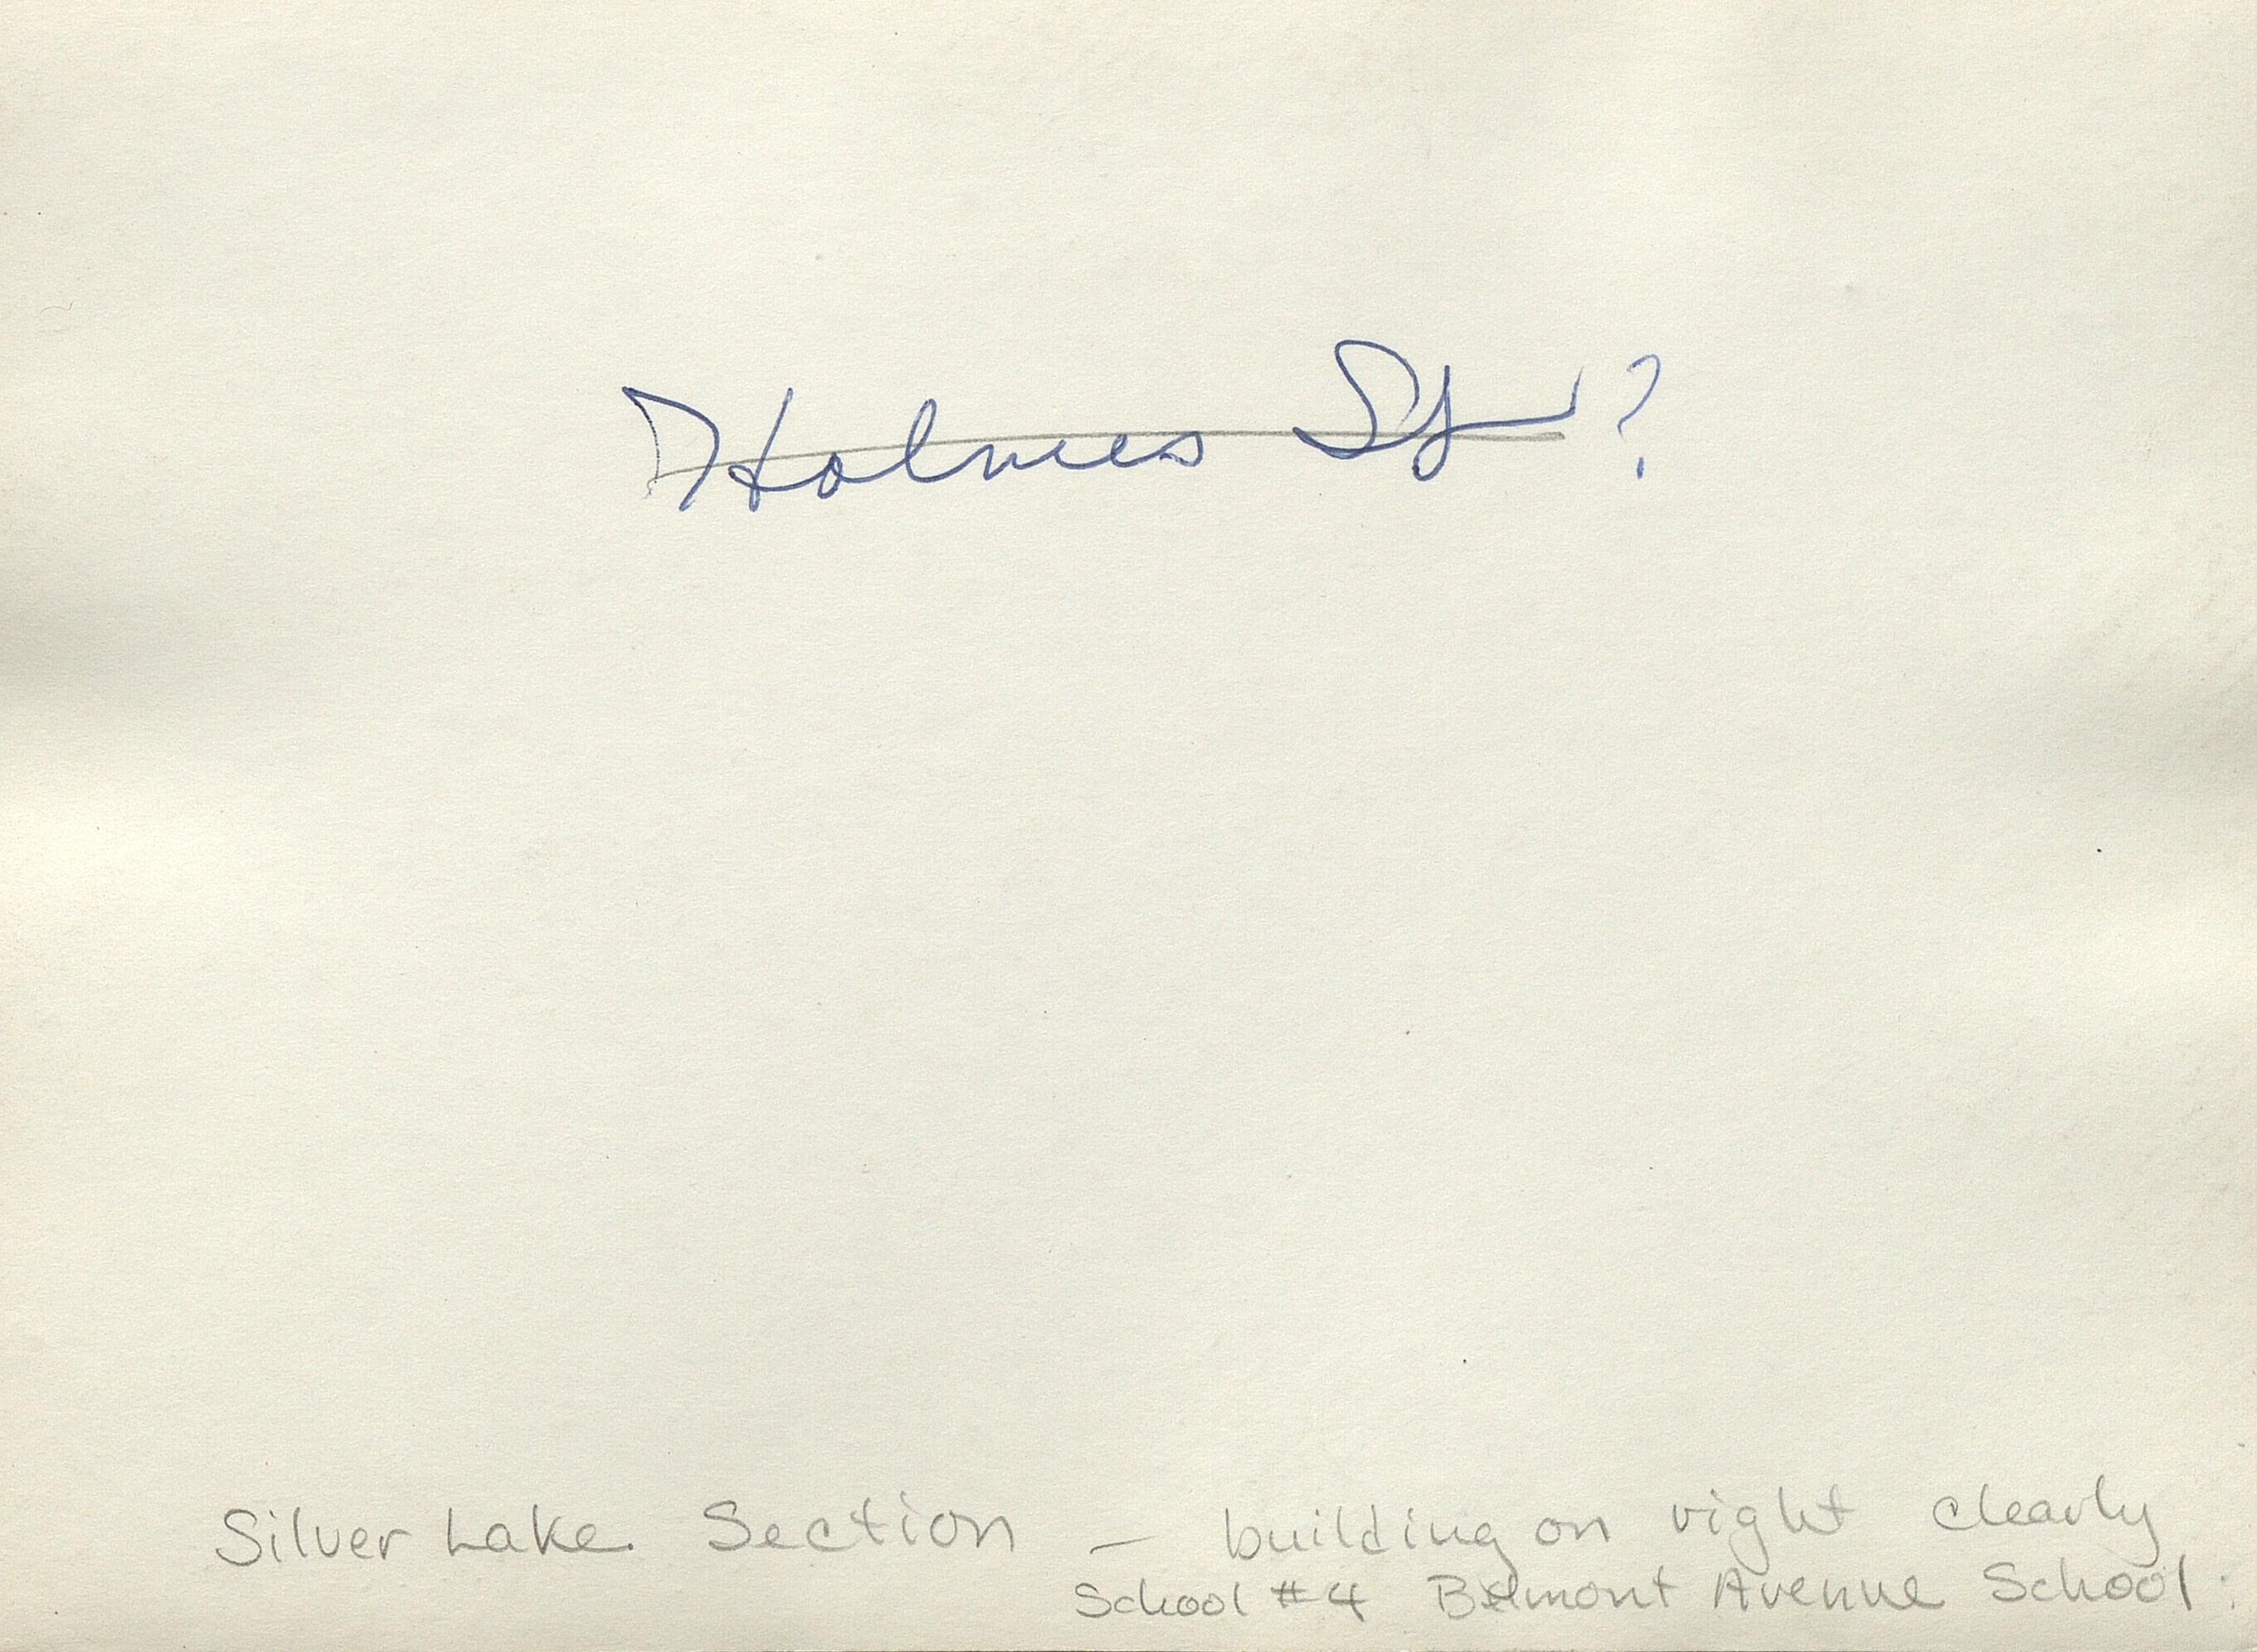 Holmes St ?
Silver Lake Section – building on right clearly
School #4 Belmont Avenue School.